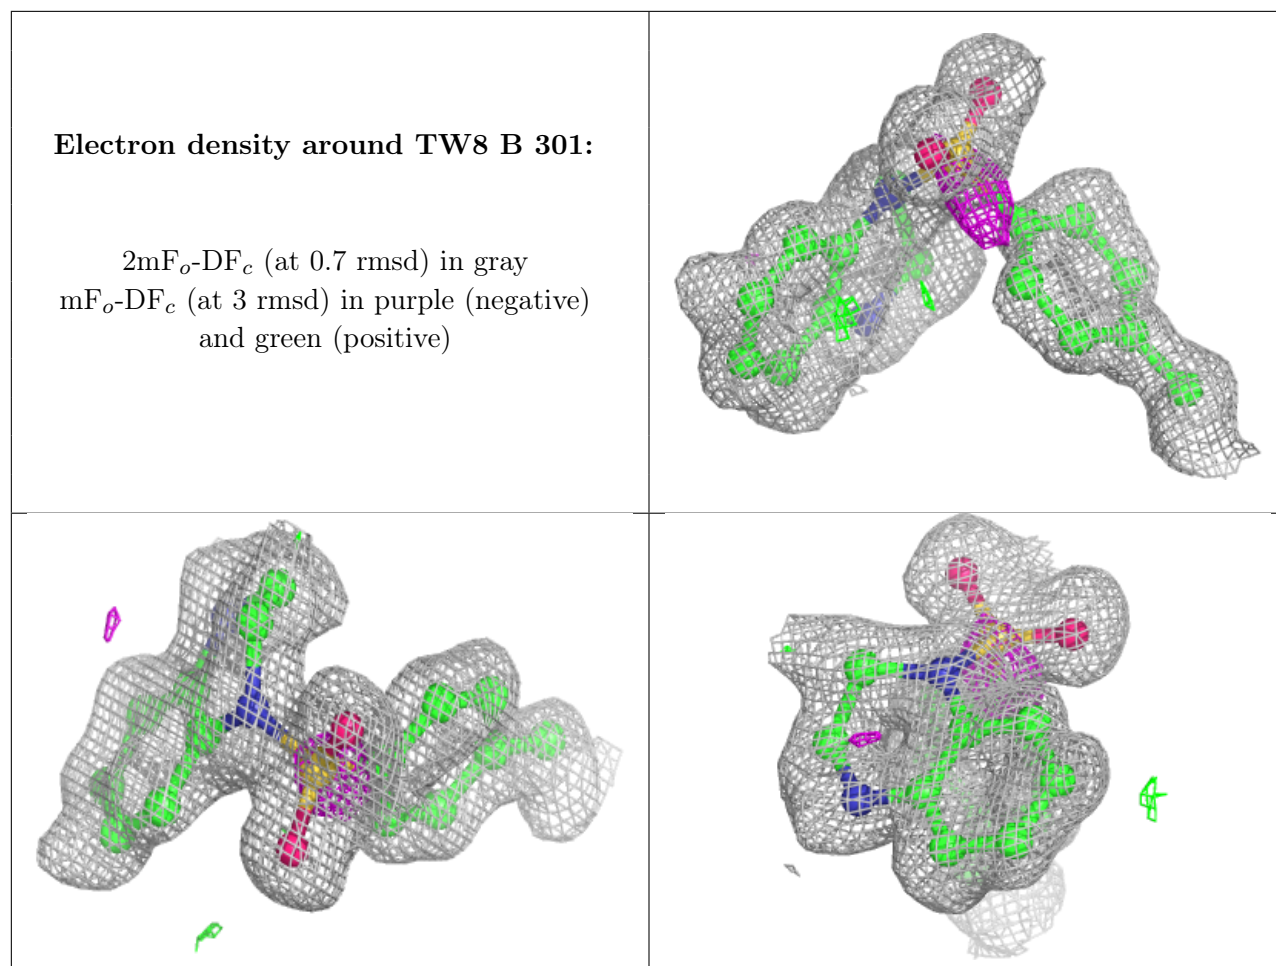 Electron density around TW8 B 301:
2mFo-DFc (at 0.7 rmsd) in gray
mFo-DFc (at 3 rmsd) in purple (negative)
and green (positive)